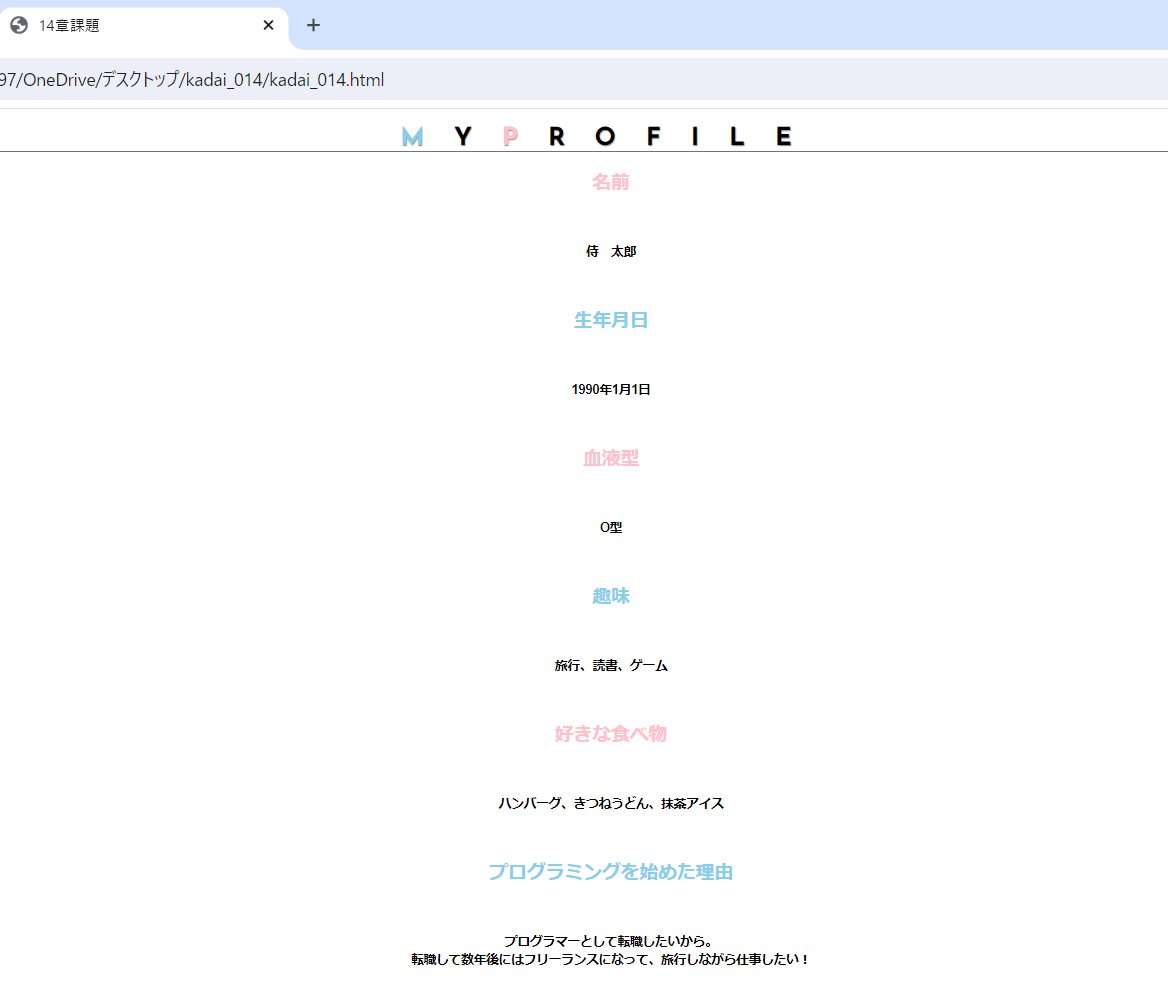 14章課題
97/OneDrive/デスクトップ/kadai_014/kadai_014.html
M Y P R O F I L E
名前
侍　太郎
生年月日
1990年1月1日
血液型
O型
趣味
旅行、読書、ゲーム
好きな食べ物
ハンバーグ、きつねうどん、抹茶アイス
プログラミングを始めた理由
プログラマーとして転職したいから。
転職して数年後にはフリーランスになって、旅行しながら仕事したい！